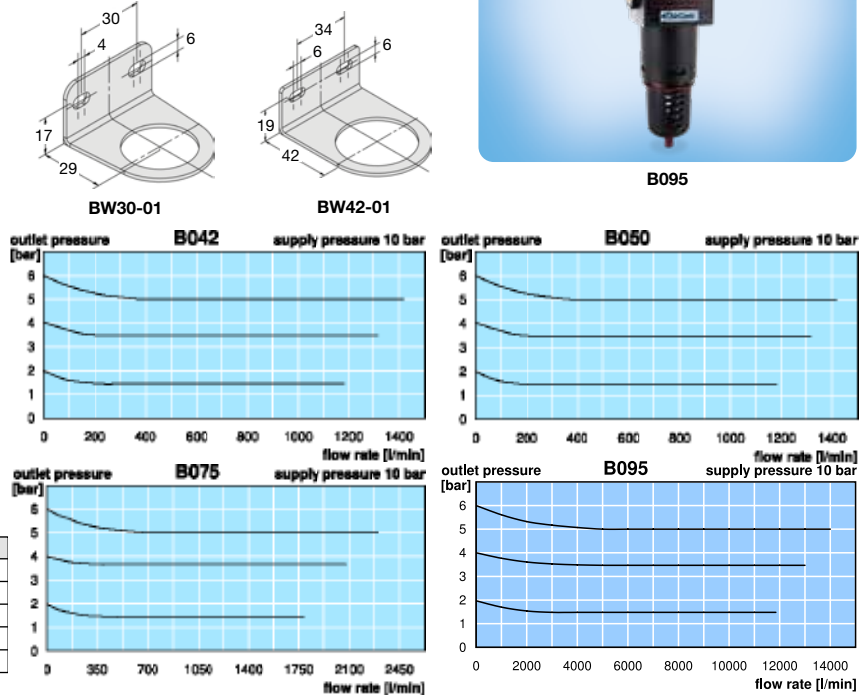 30
4
6
17
29
BW30-01
34
6
6
19
42
BW42-01
B095
outlet pressure B042 supply pressure 10 bar
[bar]
6
5
4
3
2
1
0
0 200 400 600 800 1000 1200 1400
flow rate [l/min]
outlet pressure B050 supply pressure 10 bar
[bar]
6
5
4
3
2
1
0
0 200 400 600 800 1000 1200 1400
flow rate [l/min]
outlet pressure B075 supply pressure 10 bar
[bar]
6
5
4
3
2
1
0
0 350 700 1050 1400 1750 2100 2450
flow rate [l/min]
outlet pressure B095 supply pressure 10 bar
[bar]
6
5
4
3
2
1
0
0 2000 4000 6000 8000 10000 12000 14000
flow rate [l/min]